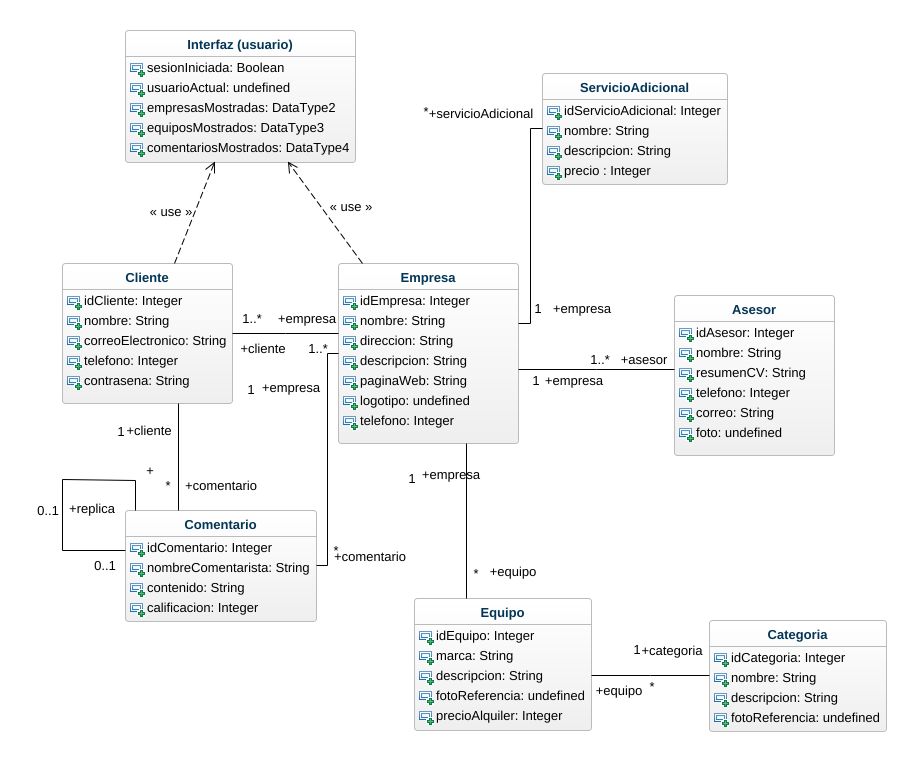 Interfaz (usuario)
sesionIniciada: Boolean
usuarioActual: undefined
empresasMostradas: DataType2
equiposMostrados: DataType3
comentariosMostrados: DataType4
ServicioAdicional
idServicioAdicional: Integer
nombre: String
descripcion: String
precio : Integer
*+servicioAdicional
« use »
« use »
Cliente
idCliente: Integer
nombre: String
correoElectronico: String
telefono: Integer
contrasena: String
Empresa
idEmpresa: Integer
nombre: String
direccion: String
descripcion: String
paginaWeb: String
logotipo: undefined
telefono: Integer
1..* +empresa
+cliente 1..*
1 +empresa
1 +empresa
Asesor
idAsesor: Integer
nombre: String
resumenCV: String
telefono: Integer
correo: String
foto: undefined
1..* +asesor
1 +empresa
1 +cliente
* +comentario
+
0..1 +replica
0..1
1 +empresa
* +equipo
*
+comentario
Comentario
idComentario: Integer
nombreComentarista: String
contenido: String
calificacion: Integer
Equipo
idEquipo: Integer
marca: String
descripcion: String
fotoReferencia: undefined
precioAlquiler: Integer
1+categoria
+equipo *
Categoria
idCategoria: Integer
nombre: String
descripcion: String
fotoReferencia: undefined